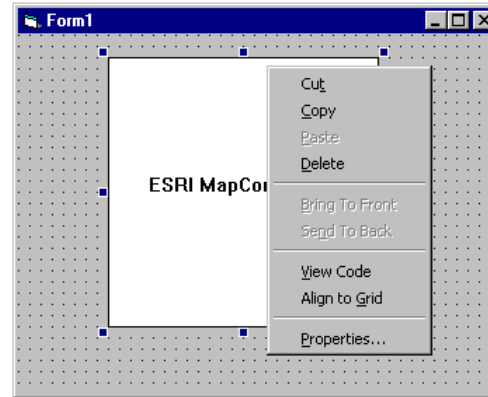 Form1
ESRI MapCon
Cut
Copy
Paste
Delete
Bring To Front
Send To Back
View Code
Align to Grid
Properties...